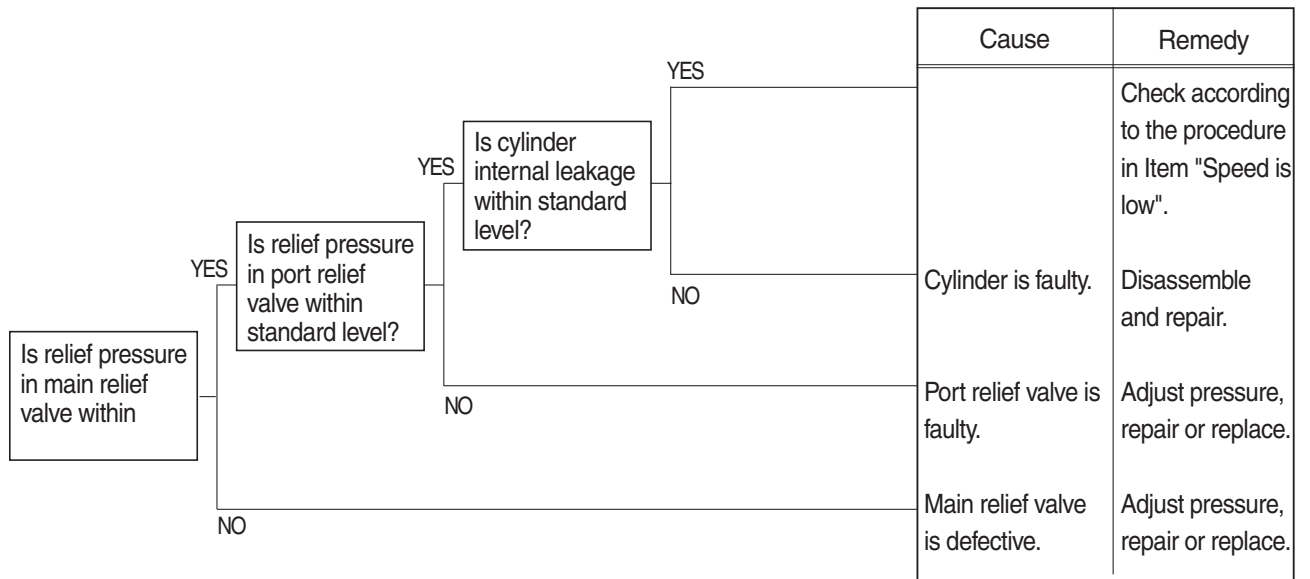 Cause
Remedy
YES
Check according
to the procedure
in Item "Speed is
low".
Is cylinder
internal leakage
within standard
level?
YES
Is relief pressure
in port relief
valve within
standard level?
YES
NO
Cylinder is faulty.
Disassemble
and repair.
Is relief pressure
in main relief
valve within
NO
Port relief valve is
faulty.
Adjust pressure,
repair or replace.
NO
Main relief valve
is defective.
Adjust pressure,
repair or replace.